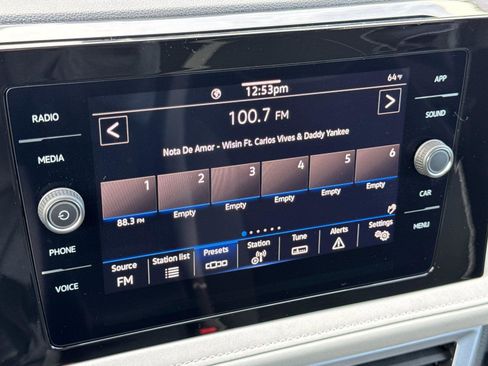 64°F
12:53pm
RADIO
MEDIA
PHONE
VOICE
APP
SOUND
CAR
MENU
100.7 FM
<
>
Nota De Amor - Wisin Ft. Carlos Vives & Daddy Yankee
1 2 3 4 5 6
88.3 FM Empty Empty Empty Empty Empty
Source Station list Presets Station Tune Alerts Settings
FM